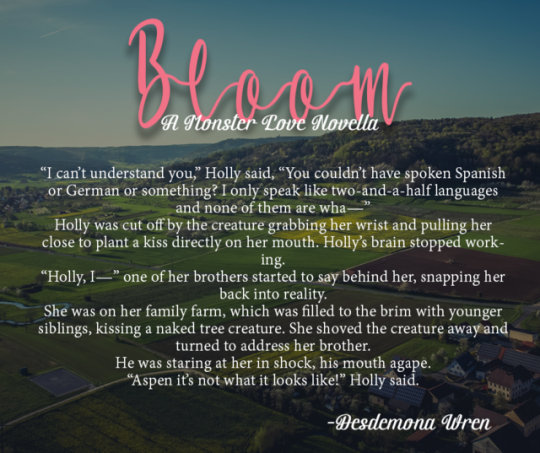 Bloom
A Monster Love Novella
“I can’t understand you,” Holly said, “You couldn’t have spoken Spanish
or German or something? I only speak like two-and-a-half languages
and none of them are wha—”
Holly was cut off by the creature grabbing her wrist and pulling her
close to plant a kiss directly on her mouth. Holly’s brain stopped work-
ing.
“Holly, I—” one of her brothers started to say behind her, snapping her
back into reality.
She was on her family farm, which was filled to the brim with younger
siblings, kissing a naked tree creature. She shoved the creature away and
turned to address her brother.
He was staring at her in shock, his mouth agape.
“Aspen it’s not what it looks like!” Holly said.
-Desdemona Wren